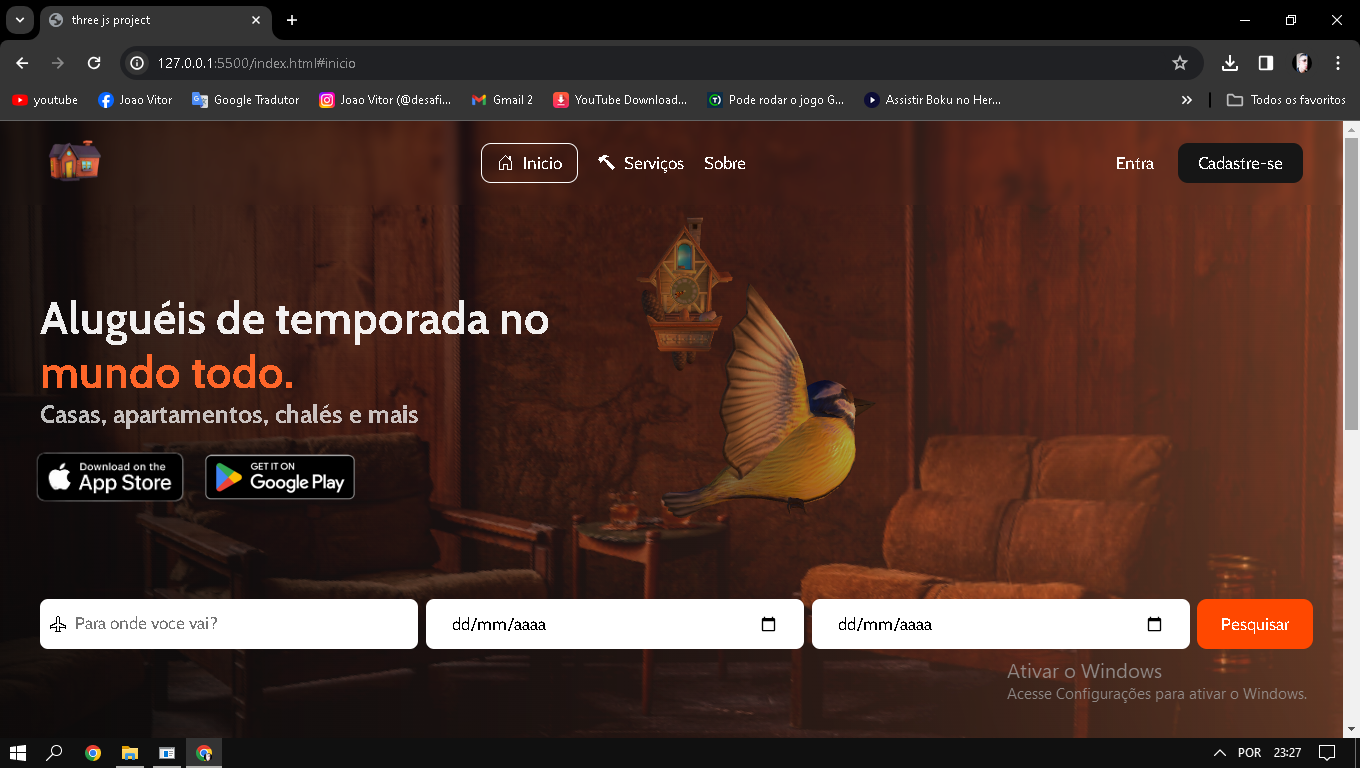 three js project
127.0.0.1:5500/index.html#inicio
youtube
Joao Vitor
Google Tradutor
Joao Vitor (@desafi...
Gmail 2
YouTube Download...
Pode rodar o jogo G...
Assistir Boku no Her...
Todos os favoritos
Inicio
Serviços
Sobre
Entra
Cadastre-se
Aluguéis de temporada no
mundo todo.
Casas, apartamentos, chalés e mais
Download on the
App Store
GET IT ON
Google Play
Para onde voce vai?
dd/mm/aaaa
dd/mm/aaaa
Pesquisar
Ativar o Windows
Acesse Configurações para ativar o Windows.
POR
23:27